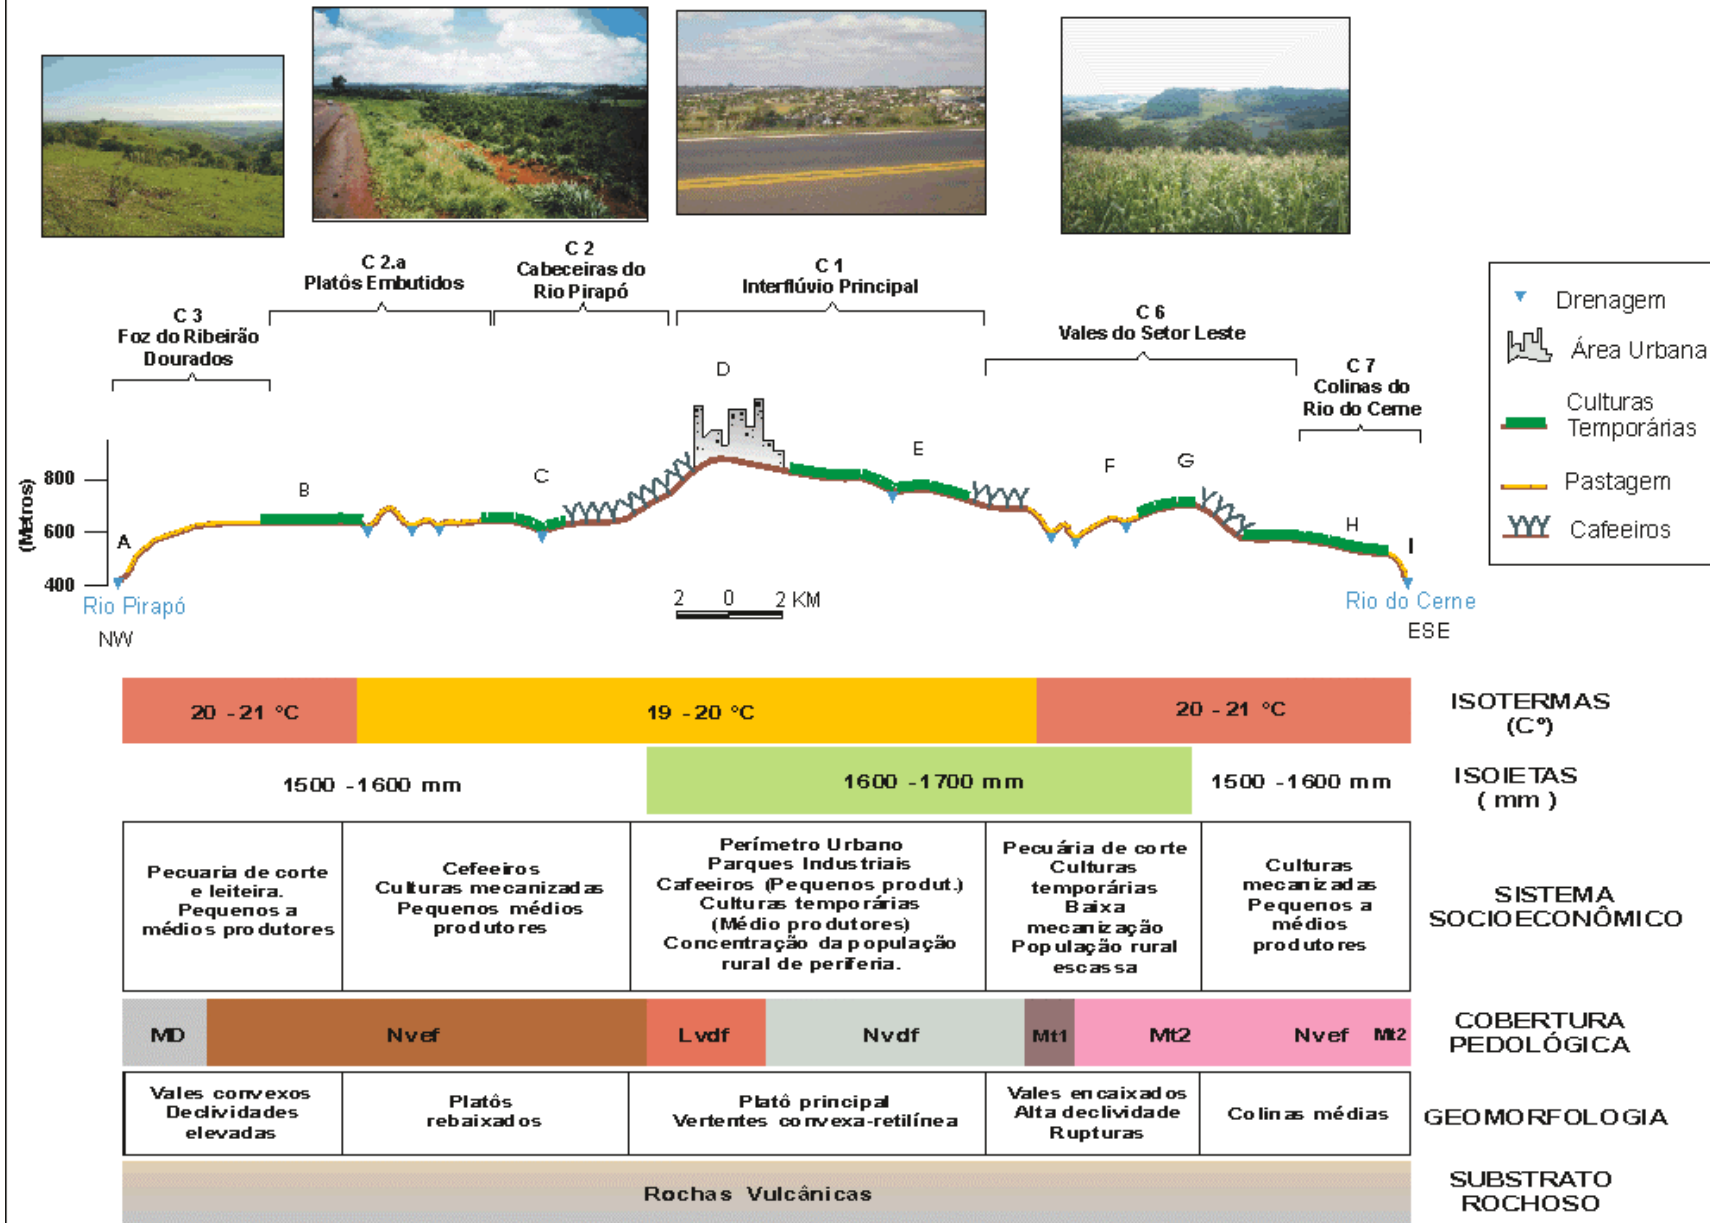 C 3
Foz do Ribeirão
Dourados
C 2.a
Platôs Embutidos
C 2
Cabeceiras do
Rio Pirapó
C 1
Interflúvio Principal
C 6
Vales do Setor Leste
C 7
Colinas do
Rio do Cerne
Drenagem
Área Urbana
Culturas
Temporárias
Pastagem
Cafeeiros
(Metros)
800
600
400
A
B
C
D
E
F
G
H
I
Rio Pirapó
NW
2 0 2 KM
Rio do Cerne
ESE
20 - 21 °C
19 - 20 °C
20 - 21 °C
ISOTERMAS
(C°)
1500 - 1600 mm
1600 - 1700 mm
1500 - 1600 mm
ISOIETAS
( mm )
Pecuaria de corte
e leiteira.
Pequenos a
médios produtores
Cefeeiros
Culturas mecanizadas
Pequenos médios
produtores
Perímetro Urbano
Parques Industriais
Cafeeiros (Pequenos produt.)
Culturas temporárias
(Médio produtores)
Concentração da população
rural de periferia.
Pecuária de corte
Culturas
temporárias
Baixa
mecanização
População rural
escassa
Culturas
mecanizadas
Pequenos a
médios
produtores
SISTEMA
SOCIOECONÔMICO
MD
Nvef
Lvdf
Nvdf
Mt1
Mt2
Nvef
Mt2
COBERTURA
PEDOLÓGICA
Vales convexos
Declividades
elevadas
Platôs
rebaixados
Platô principal
Vertentes convexa-retilínea
Vales encaixados
Alta declividade
Rupturas
Colinas médias
GEOMORFOLOGIA
Rochas Vulcânicas
SUBSTRATO
ROCHOSO